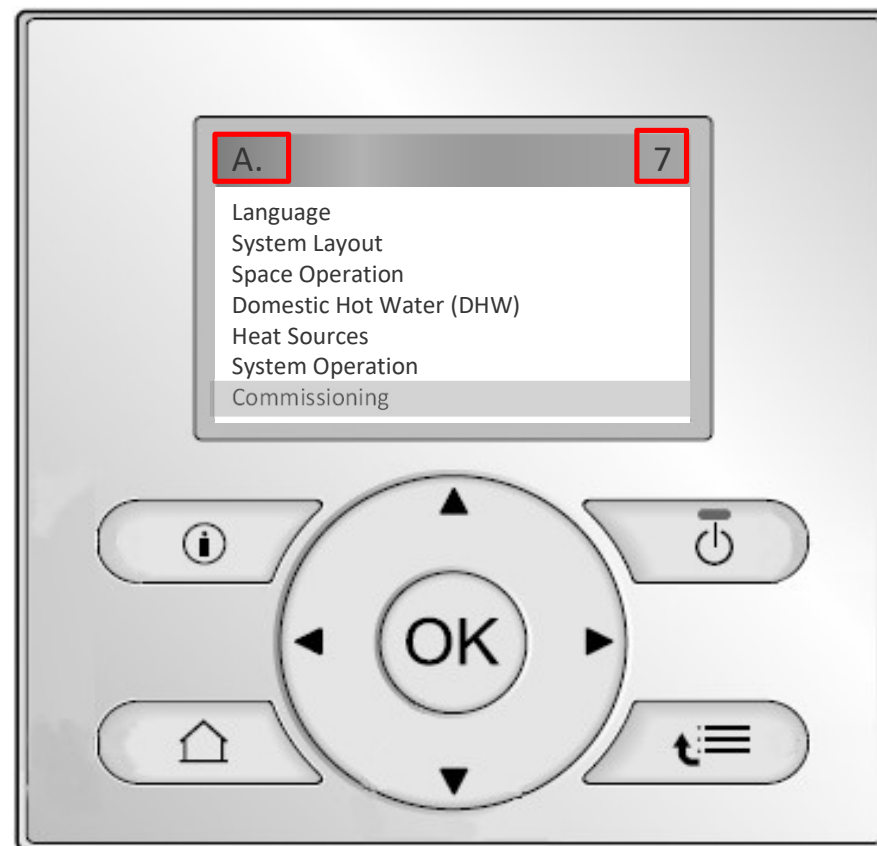 A. 7
Language
System Layout
Space Operation
Domestic Hot Water (DHW)
Heat Sources
System Operation
Commissioning
OK